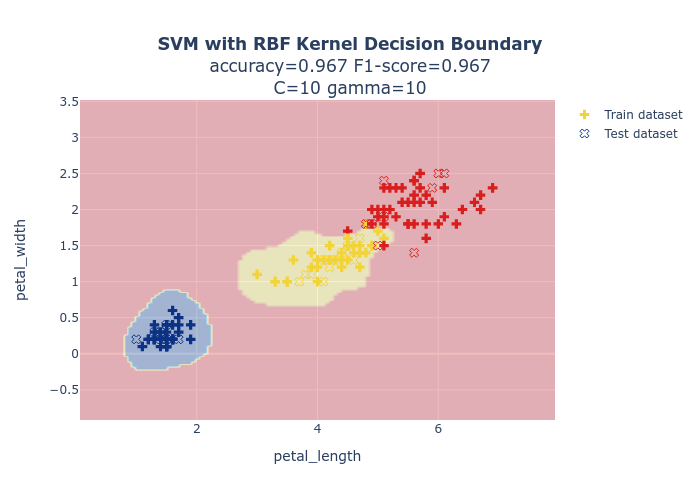 SVM with RBF Kernel Decision Boundary
accuracy=0.967 F1-score=0.967
C=10 gamma=10
3.5
3
2.5
2
1.5
1
0.5
0
−0.5
petal_width
2
4
6
petal_length
Train dataset
Test dataset